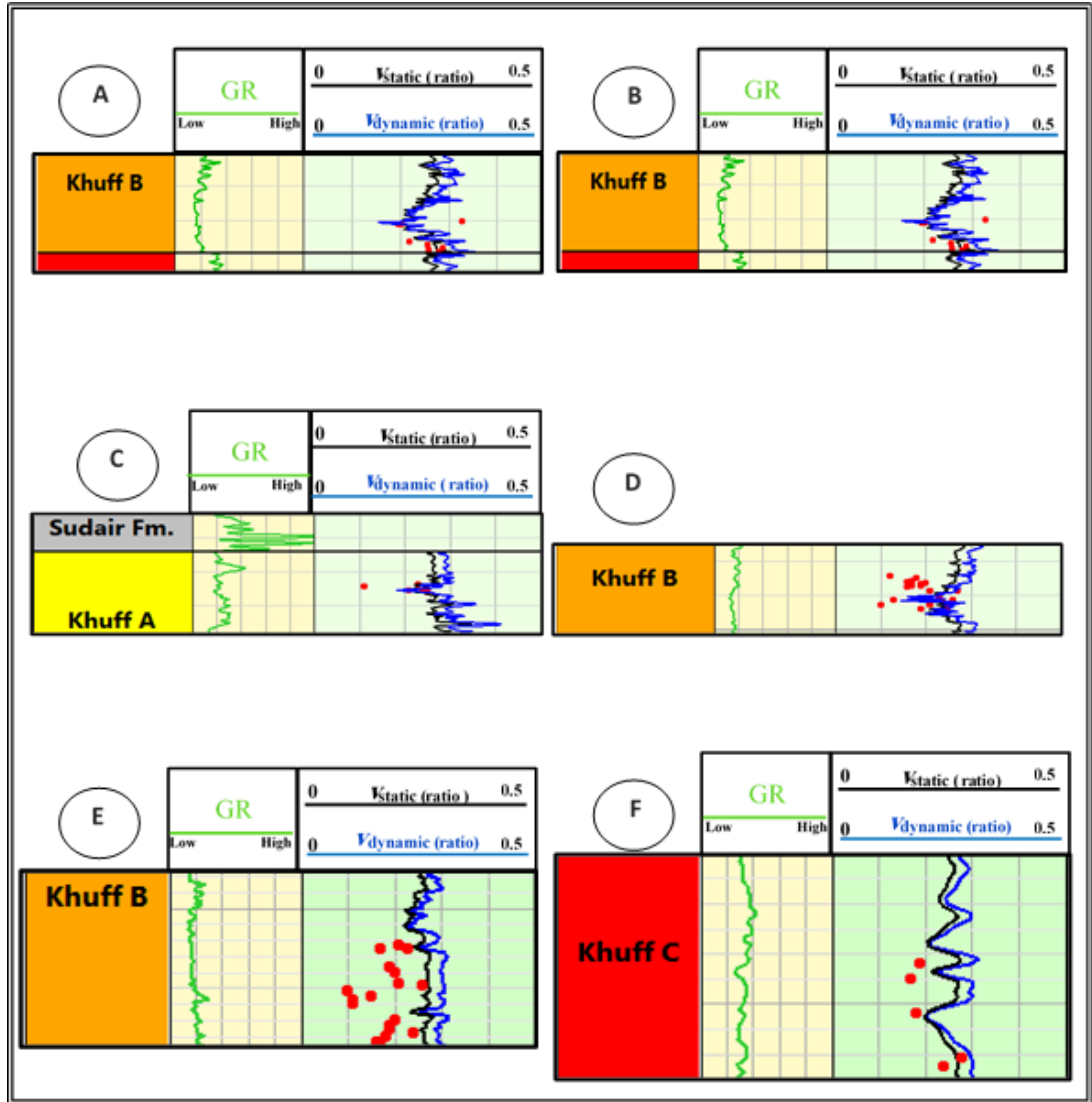 A
GR
Low High
0 Vstatic (ratio) 0.5
0 Vdynamic (ratio) 0.5
Khuff B
B
GR
Low High
0 Vstatic (ratio) 0.5
0 Vdynamic (ratio) 0.5
Khuff B
C
GR
Low High
0 Vstatic (ratio) 0.5
0 Vdynamic ( ratio) 0.5
Sudair Fm.
Khuff A
D
Khuff B
E
GR
Low High
0 Vstatic (ratio ) 0.5
0 Vdynamic (ratio) 0.5
Khuff B
F
GR
Low High
0 Vstatic (ratio) 0.5
0 Vdynamic (ratio) 0.5
Khuff C